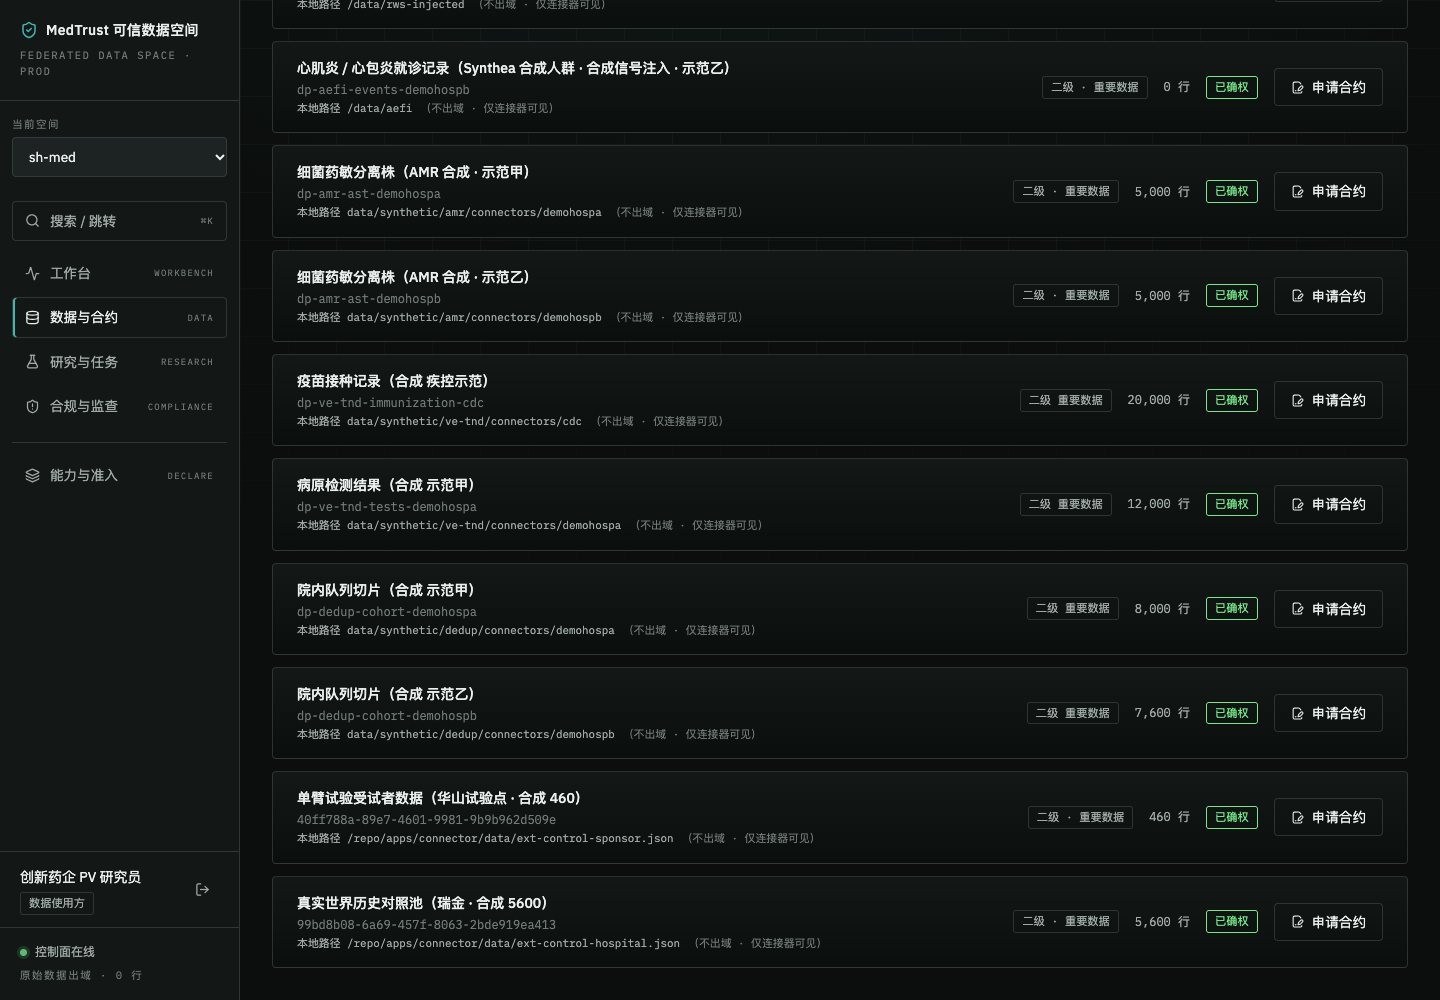 MedTrust 可信数据空间
FEDERATED DATA SPACE ·
PROD
当前空间
sh-med
搜索 / 跳转 ⌘K
工作台 WORKBENCH
数据与合约 DATA
研究与任务 RESEARCH
合规与监查 COMPLIANCE
能力与准入 DECLARE
创新药企 PV 研究员
数据使用方
控制面在线
原始数据出域 · 0 行
本地路径 /data/rws-injected (不出域 · 仅连接器可见)
心肌炎 / 心包炎就诊记录（Synthea 合成人群 · 合成信号注入 · 示范乙）
dp-aefi-events-demohospb
本地路径 /data/aefi (不出域 · 仅连接器可见)
二级 · 重要数据 0 行 已确权 申请合约
细菌药敏分离株（AMR 合成 · 示范甲）
dp-amr-ast-demohospa
本地路径 data/synthetic/amr/connectors/demohospa (不出域 · 仅连接器可见)
二级 · 重要数据 5,000 行 已确权 申请合约
细菌药敏分离株（AMR 合成 · 示范乙）
dp-amr-ast-demohospb
本地路径 data/synthetic/amr/connectors/demohospb (不出域 · 仅连接器可见)
二级 · 重要数据 5,000 行 已确权 申请合约
疫苗接种记录（合成 疾控示范）
dp-ve-tnd-immunization-cdc
本地路径 data/synthetic/ve-tnd/connectors/cdc (不出域 · 仅连接器可见)
二级 重要数据 20,000 行 已确权 申请合约
病原检测结果（合成 示范甲）
dp-ve-tnd-tests-demohospa
本地路径 data/synthetic/ve-tnd/connectors/demohospa (不出域 · 仅连接器可见)
二级 重要数据 12,000 行 已确权 申请合约
院内队列切片（合成 示范甲）
dp-dedup-cohort-demohospa
本地路径 data/synthetic/dedup/connectors/demohospa (不出域 · 仅连接器可见)
二级 重要数据 8,000 行 已确权 申请合约
院内队列切片（合成 示范乙）
dp-dedup-cohort-demohospb
本地路径 data/synthetic/dedup/connectors/demohospb (不出域 · 仅连接器可见)
二级 重要数据 7,600 行 已确权 申请合约
单臂试验受试者数据（华山试验点 · 合成 460）
40ff788a-89e7-4601-9981-9b9b962d509e
本地路径 /repo/apps/connector/data/ext-control-sponsor.json (不出域 · 仅连接器可见)
二级 · 重要数据 460 行 已确权 申请合约
真实世界历史对照池（瑞金 · 合成 5600）
99bd8b08-6a69-457f-8063-2bde919ea413
本地路径 /repo/apps/connector/data/ext-control-hospital.json (不出域 · 仅连接器可见)
二级 · 重要数据 5,600 行 已确权 申请合约